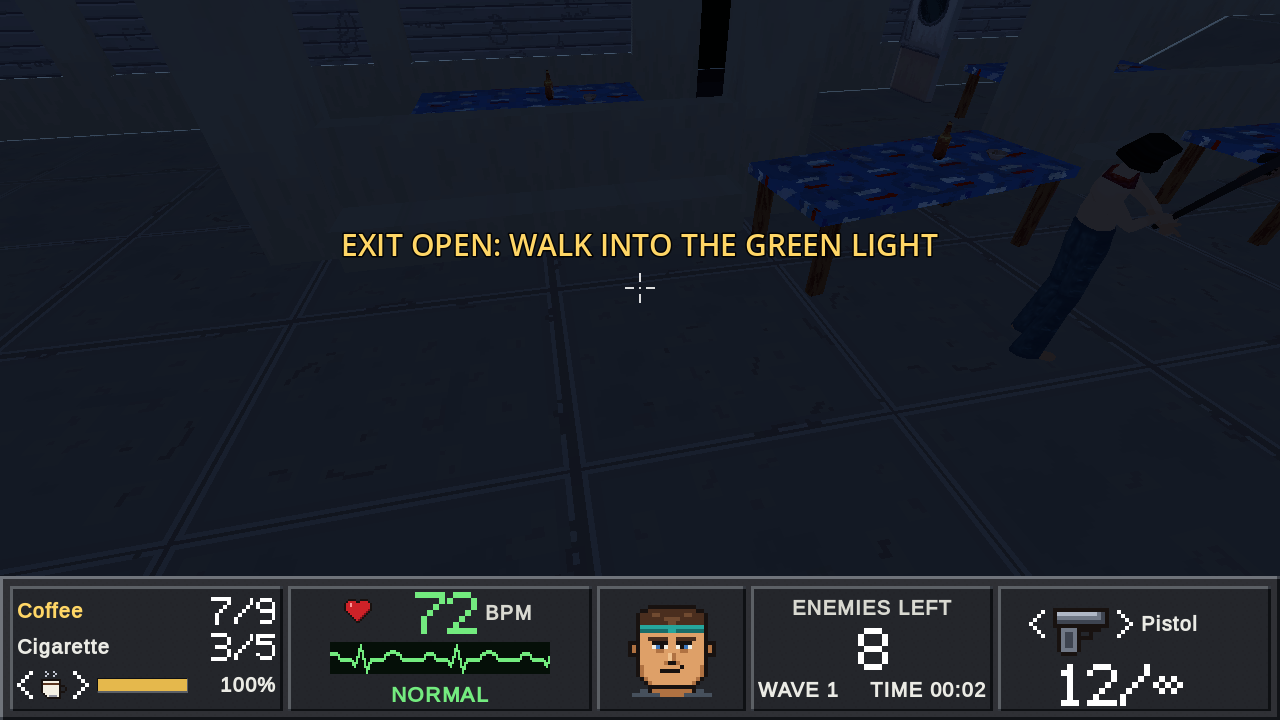 EXIT OPEN: WALK INTO THE GREEN LIGHT
Coffee 7/9
Cigarette 3/5
100%
72 BPM
NORMAL
ENEMIES LEFT
8
WAVE 1 TIME 00:02
Pistol
12/∞